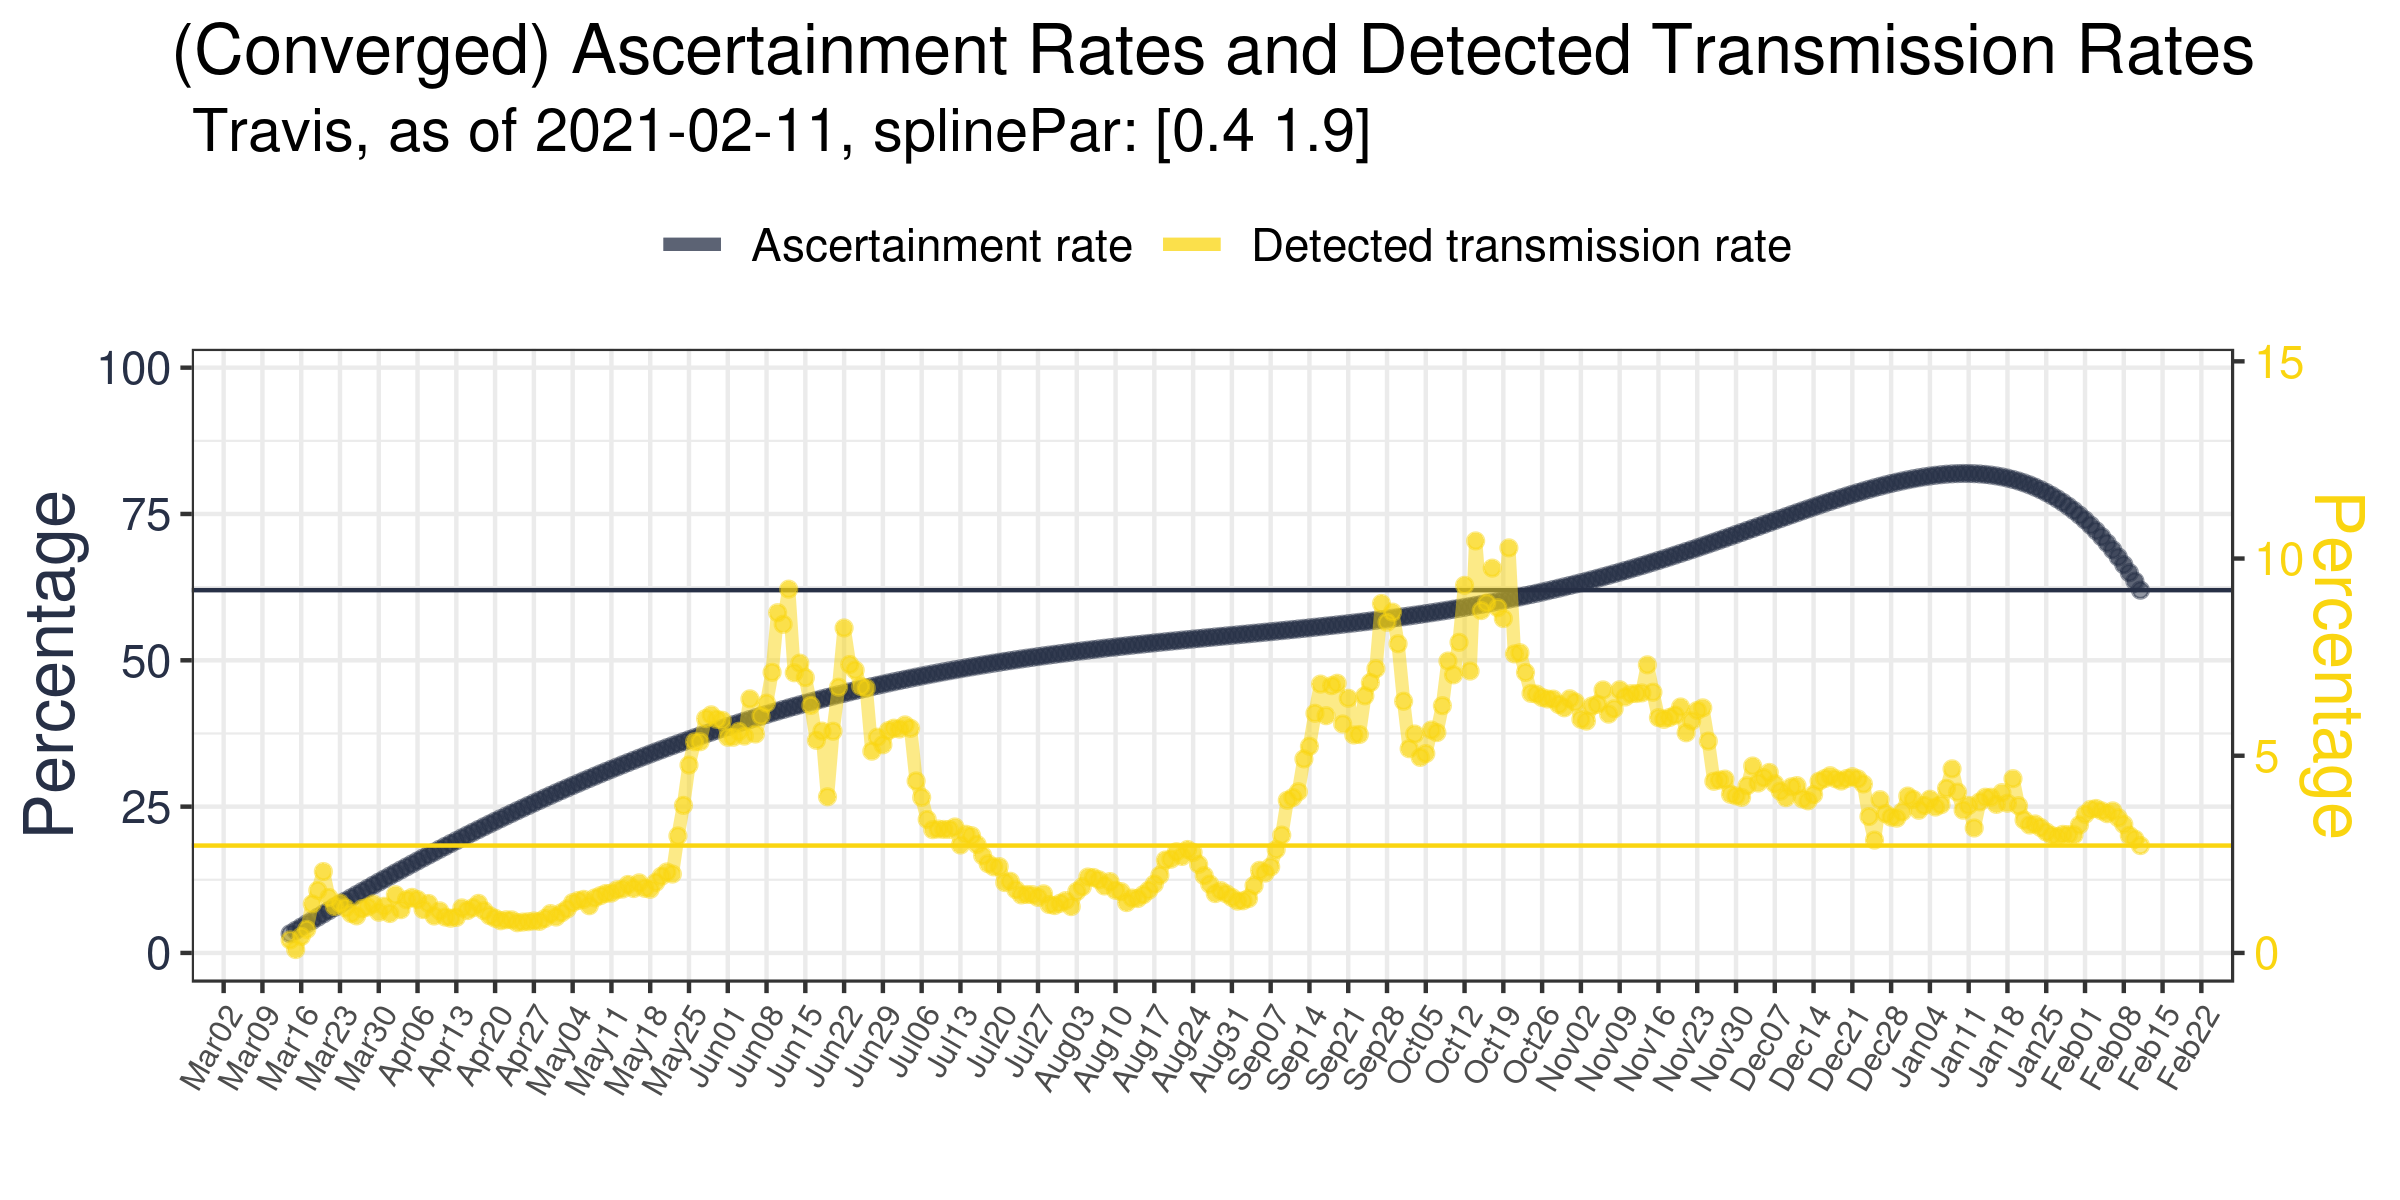 (Converged) Ascertainment Rates and Detected Transmission Rates
Travis, as of 2021-02-11, splinePar: [0.4 1.9]
Ascertainment rate Detected transmission rate
Percentage
100
75
50
25
0
15
10
5
0
Percentage
Mar02 Mar09 Mar16 Mar23 Mar30 Apr06 Apr13 Apr20 Apr27 May04 May11 May18 May25 Jun01 Jun08 Jun15 Jun22 Jun29 Jul06 Jul13 Jul20 Jul27 Aug03 Aug10 Aug17 Aug24 Aug31 Sep07 Sep14 Sep21 Sep28 Oct05 Oct12 Oct19 Oct26 Nov02 Nov09 Nov16 Nov23 Nov30 Dec07 Dec14 Dec21 Dec28 Jan04 Jan11 Jan18 Jan25 Feb01 Feb08 Feb15 Feb22